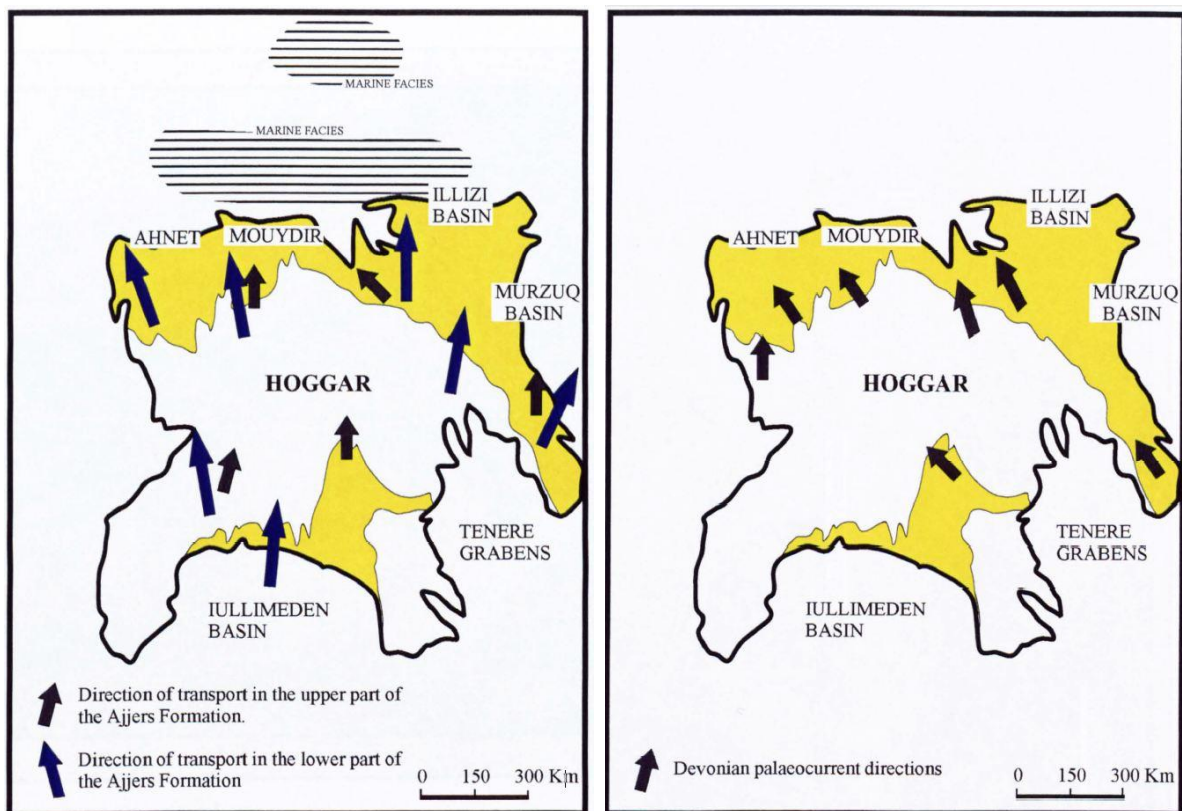 MARINE FACIES
MARINE FACIES
ILLIZI
BASIN
AHNET
MOUYDIR
MURZUQ
BASIN
HOGGAR
TENERE
GRABENS
IULLIMEDEN
BASIN
Direction of transport in the upper part of
the Ajjers Formation.
Direction of transport in the lower part of
the Ajjers Formation
0 150 300 Km
ILLIZI
BASIN
AHNET
MOUYDIR
MURZUQ
BASIN
HOGGAR
TENERE
GRABENS
IULLIMEDEN
BASIN
Devonian palaeocurrent directions
0 150 300 Km